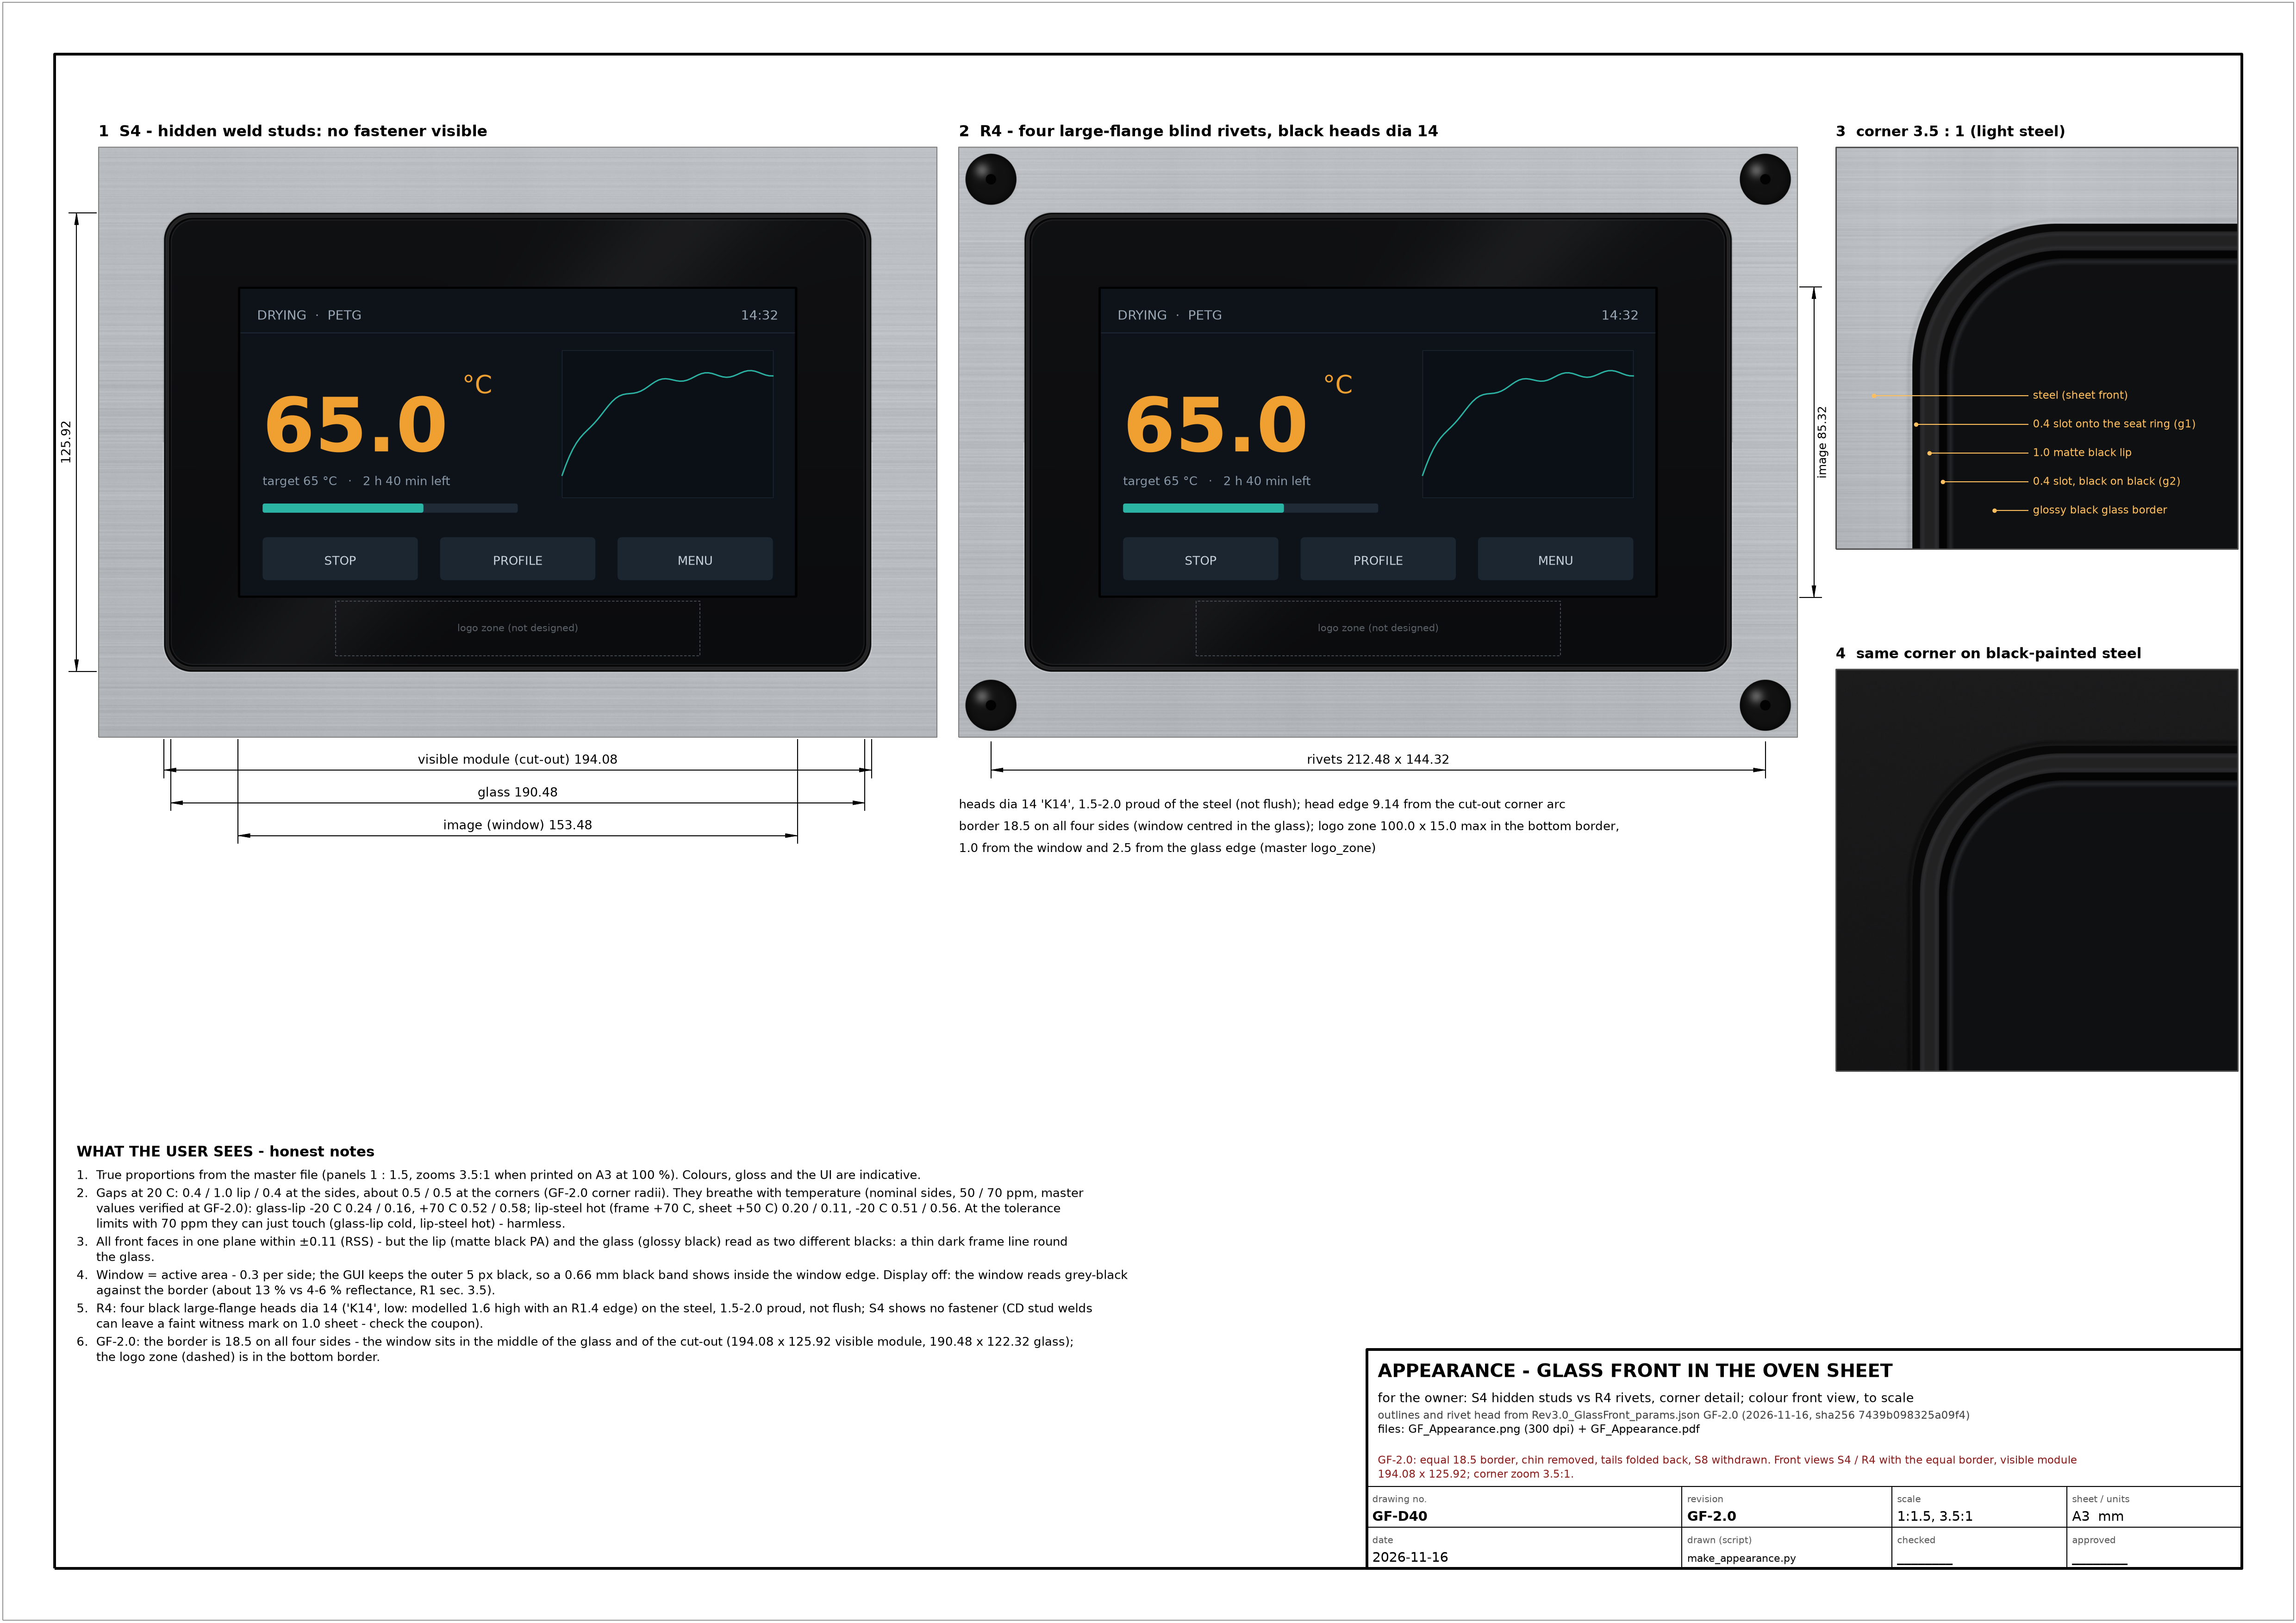 1 S4 - hidden weld studs: no fastener visible
125.92
DRYING · PETG 14:32
65.0 °C
target 65 °C · 2 h 40 min left
STOP PROFILE MENU
logo zone (not designed)
visible module (cut-out) 194.08
glass 190.48
image (window) 153.48
2 R4 - four large-flange blind rivets, black heads dia 14
DRYING · PETG 14:32
65.0 °C
target 65 °C · 2 h 40 min left
STOP PROFILE MENU
logo zone (not designed)
image 85.32
rivets 212.48 x 144.32
heads dia 14 'K14', 1.5-2.0 proud of the steel (not flush); head edge 9.14 from the cut-out corner arc
border 18.5 on all four sides (window centred in the glass); logo zone 100.0 x 15.0 max in the bottom border,
1.0 from the window and 2.5 from the glass edge (master logo_zone)
3 corner 3.5 : 1 (light steel)
steel (sheet front)
0.4 slot onto the seat ring (g1)
1.0 matte black lip
0.4 slot, black on black (g2)
glossy black glass border
4 same corner on black-painted steel
WHAT THE USER SEES - honest notes
1. True proportions from the master file (panels 1 : 1.5, zooms 3.5:1 when printed on A3 at 100 %). Colours, gloss and the UI are indicative.
2. Gaps at 20 C: 0.4 / 1.0 lip / 0.4 at the sides, about 0.5 / 0.5 at the corners (GF-2.0 corner radii). They breathe with temperature (nominal sides, 50 / 70 ppm, master
values verified at GF-2.0): glass-lip -20 C 0.24 / 0.16, +70 C 0.52 / 0.58; lip-steel hot (frame +70 C, sheet +50 C) 0.20 / 0.11, -20 C 0.51 / 0.56. At the tolerance
limits with 70 ppm they can just touch (glass-lip cold, lip-steel hot) - harmless.
3. All front faces in one plane within ±0.11 (RSS) - but the lip (matte black PA) and the glass (glossy black) read as two different blacks: a thin dark frame line round
the glass.
4. Window = active area - 0.3 per side; the GUI keeps the outer 5 px black, so a 0.66 mm black band shows inside the window edge. Display off: the window reads grey-black
against the border (about 13 % vs 4-6 % reflectance, R1 sec. 3.5).
5. R4: four black large-flange heads dia 14 ('K14', low: modelled 1.6 high with an R1.4 edge) on the steel, 1.5-2.0 proud, not flush; S4 shows no fastener (CD stud welds
can leave a faint witness mark on 1.0 sheet - check the coupon).
6. GF-2.0: the border is 18.5 on all four sides - the window sits in the middle of the glass and of the cut-out (194.08 x 125.92 visible module, 190.48 x 122.32 glass);
the logo zone (dashed) is in the bottom border.
APPEARANCE - GLASS FRONT IN THE OVEN SHEET
for the owner: S4 hidden studs vs R4 rivets, corner detail; colour front view, to scale
outlines and rivet head from Rev3.0_GlassFront_params.json GF-2.0 (2026-11-16, sha256 7439b098325a09f4)
files: GF_Appearance.png (300 dpi) + GF_Appearance.pdf
GF-2.0: equal 18.5 border, chin removed, tails folded back, S8 withdrawn. Front views S4 / R4 with the equal border, visible module
194.08 x 125.92; corner zoom 3.5:1.
drawing no. revision scale sheet / units
GF-D40 GF-2.0 1:1.5, 3.5:1 A3 mm
date drawn (script) checked approved
2026-11-16 make_appearance.py